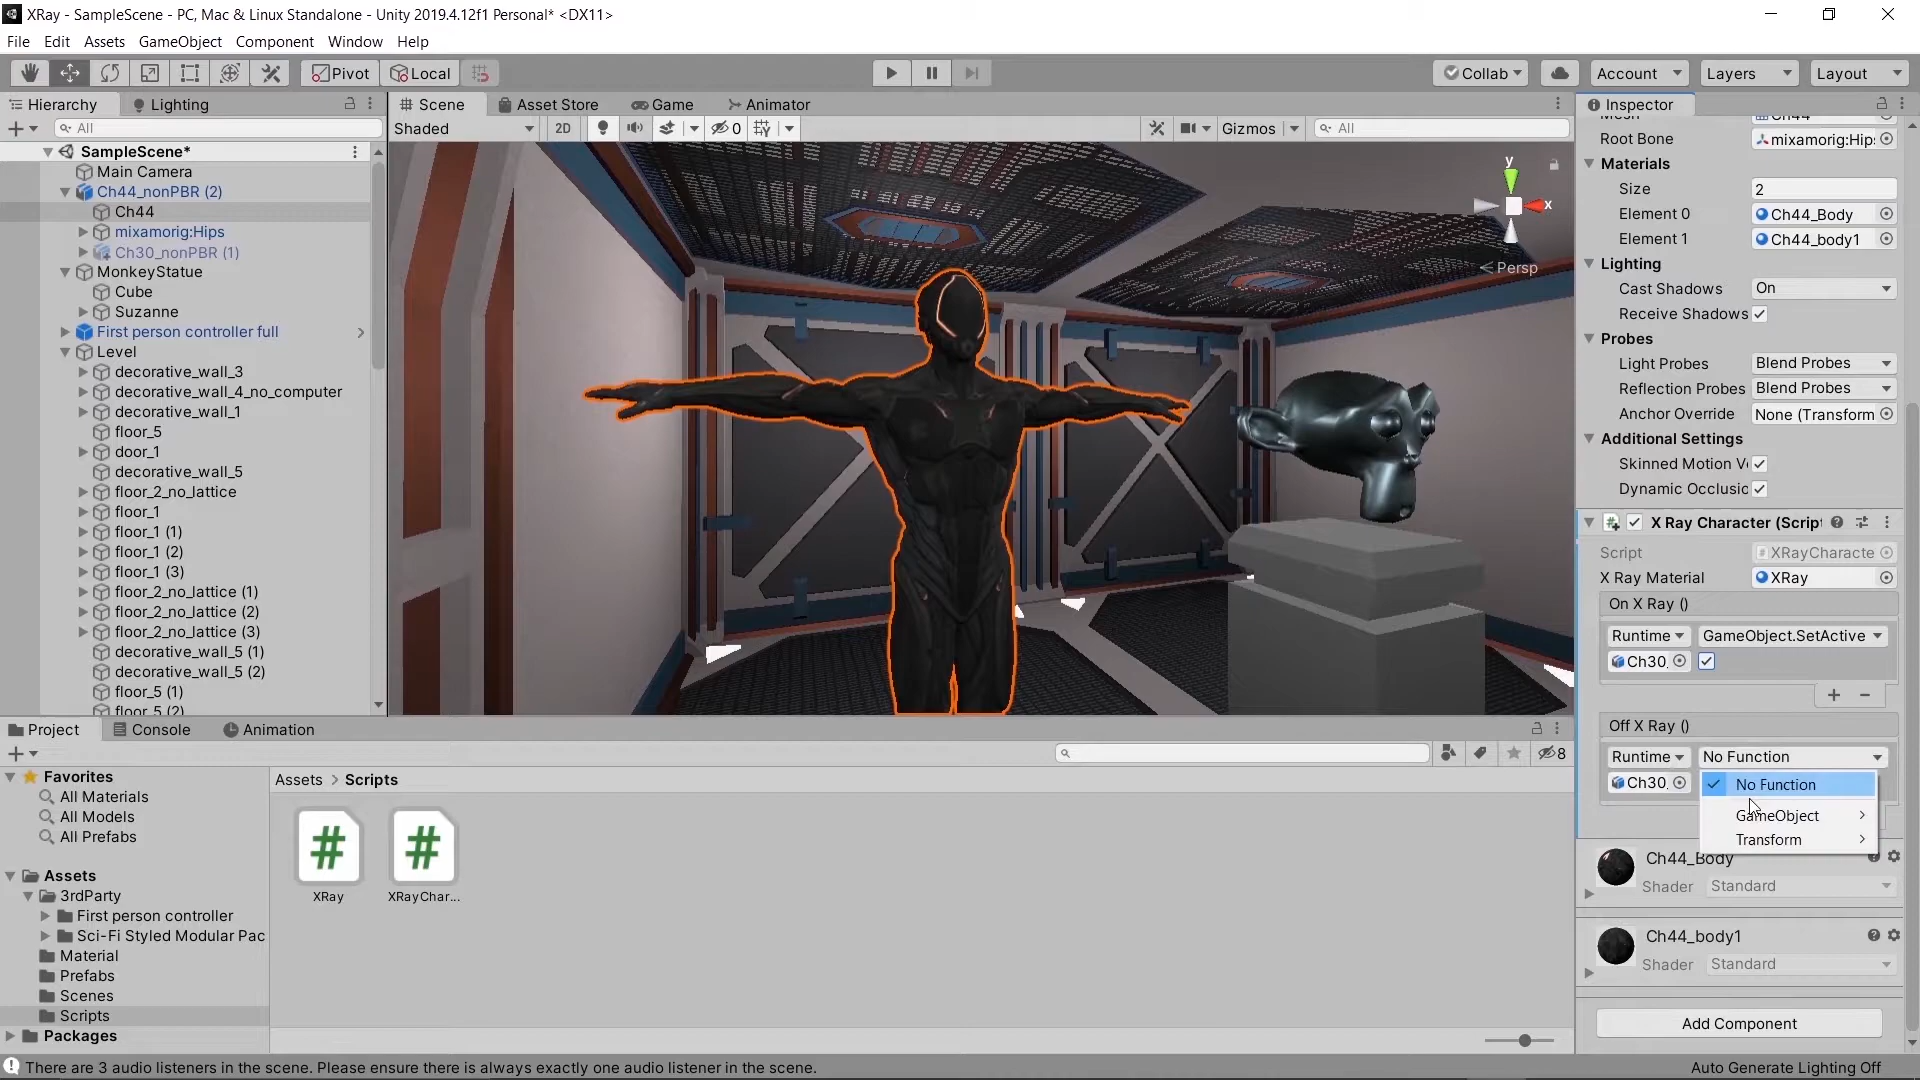 XRay - SampleScene - PC, Mac & Linux Standalone - Unity 2019.4.12f1 Personal* <DX11>
File Edit Assets GameObject Component Window Help
Pivot Local Collab Account Layers Layout
Hierarchy Lighting
All
SampleScene*
Main Camera
Ch44_nonPBR (2)
Ch44
mixamorig:Hips
Ch30_nonPBR (1)
MonkeyStatue
Cube
Suzanne
First person controller full
Level
decorative_wall_3
decorative_wall_4_no_computer
decorative_wall_1
floor_5
door_1
decorative_wall_5
floor_2_no_lattice
floor_1
floor_1 (1)
floor_1 (2)
floor_1 (3)
floor_2_no_lattice (1)
floor_2_no_lattice (2)
floor_2_no_lattice (3)
decorative_wall_5 (1)
decorative_wall_5 (2)
floor_5 (1)
floor_5 (2)
Scene Asset Store Game Animator
Shaded 2D 0 Gizmos All
y
x
Persp
Inspector
Mesh Ch44
Root Bone mixamorig:Hip
Materials
Size 2
Element 0 Ch44_Body
Element 1 Ch44_body1
Lighting
Cast Shadows On
Receive Shadows
Probes
Light Probes Blend Probes
Reflection Probes Blend Probes
Anchor Override None (Transform
Additional Settings
Skinned Motion V
Dynamic Occlusic
X Ray Character (Script
Script XRayCharacte
X Ray Material XRay
On X Ray ()
Runtime GameObject.SetActive
Ch30_
+ -
Off X Ray ()
Runtime No Function
Ch30_
No Function
GameObject
Transform
Ch44_Body
Shader Standard
Ch44_body1
Shader Standard
Add Component
Project Console Animation
8
Favorites
All Materials
All Models
All Prefabs
Assets
3rdParty
First person controller
Sci-Fi Styled Modular Pac
Material
Prefabs
Scenes
Scripts
Packages
Assets > Scripts
#
XRay
#
XRayChar...
There are 3 audio listeners in the scene. Please ensure there is always exactly one audio listener in the scene.
Auto Generate Lighting Off